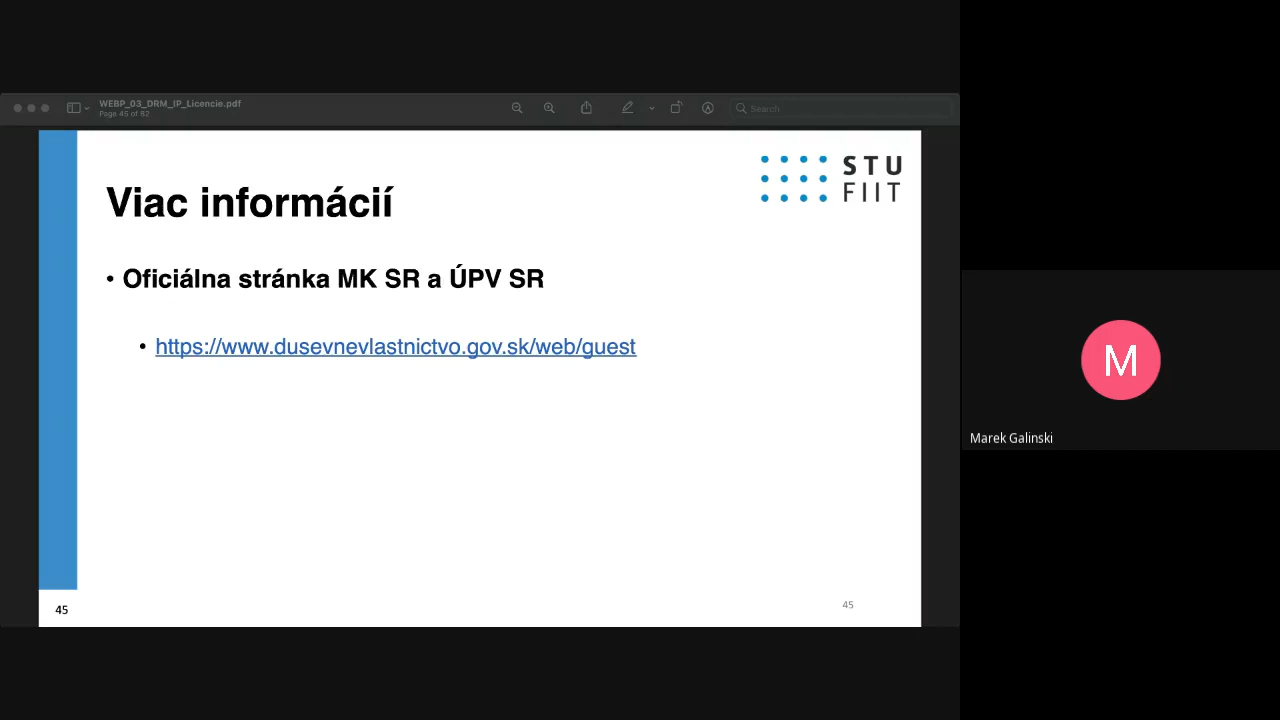 WEBP_03_DRM_IP_Licencie.pdf
Page 45 of 82
Search
STU
FIIT
Viac informácií
• Oficiálna stránka MK SR a ÚPV SR
• https://www.dusevnevlastnictvo.gov.sk/web/guest
45
45
M
Marek Galinski